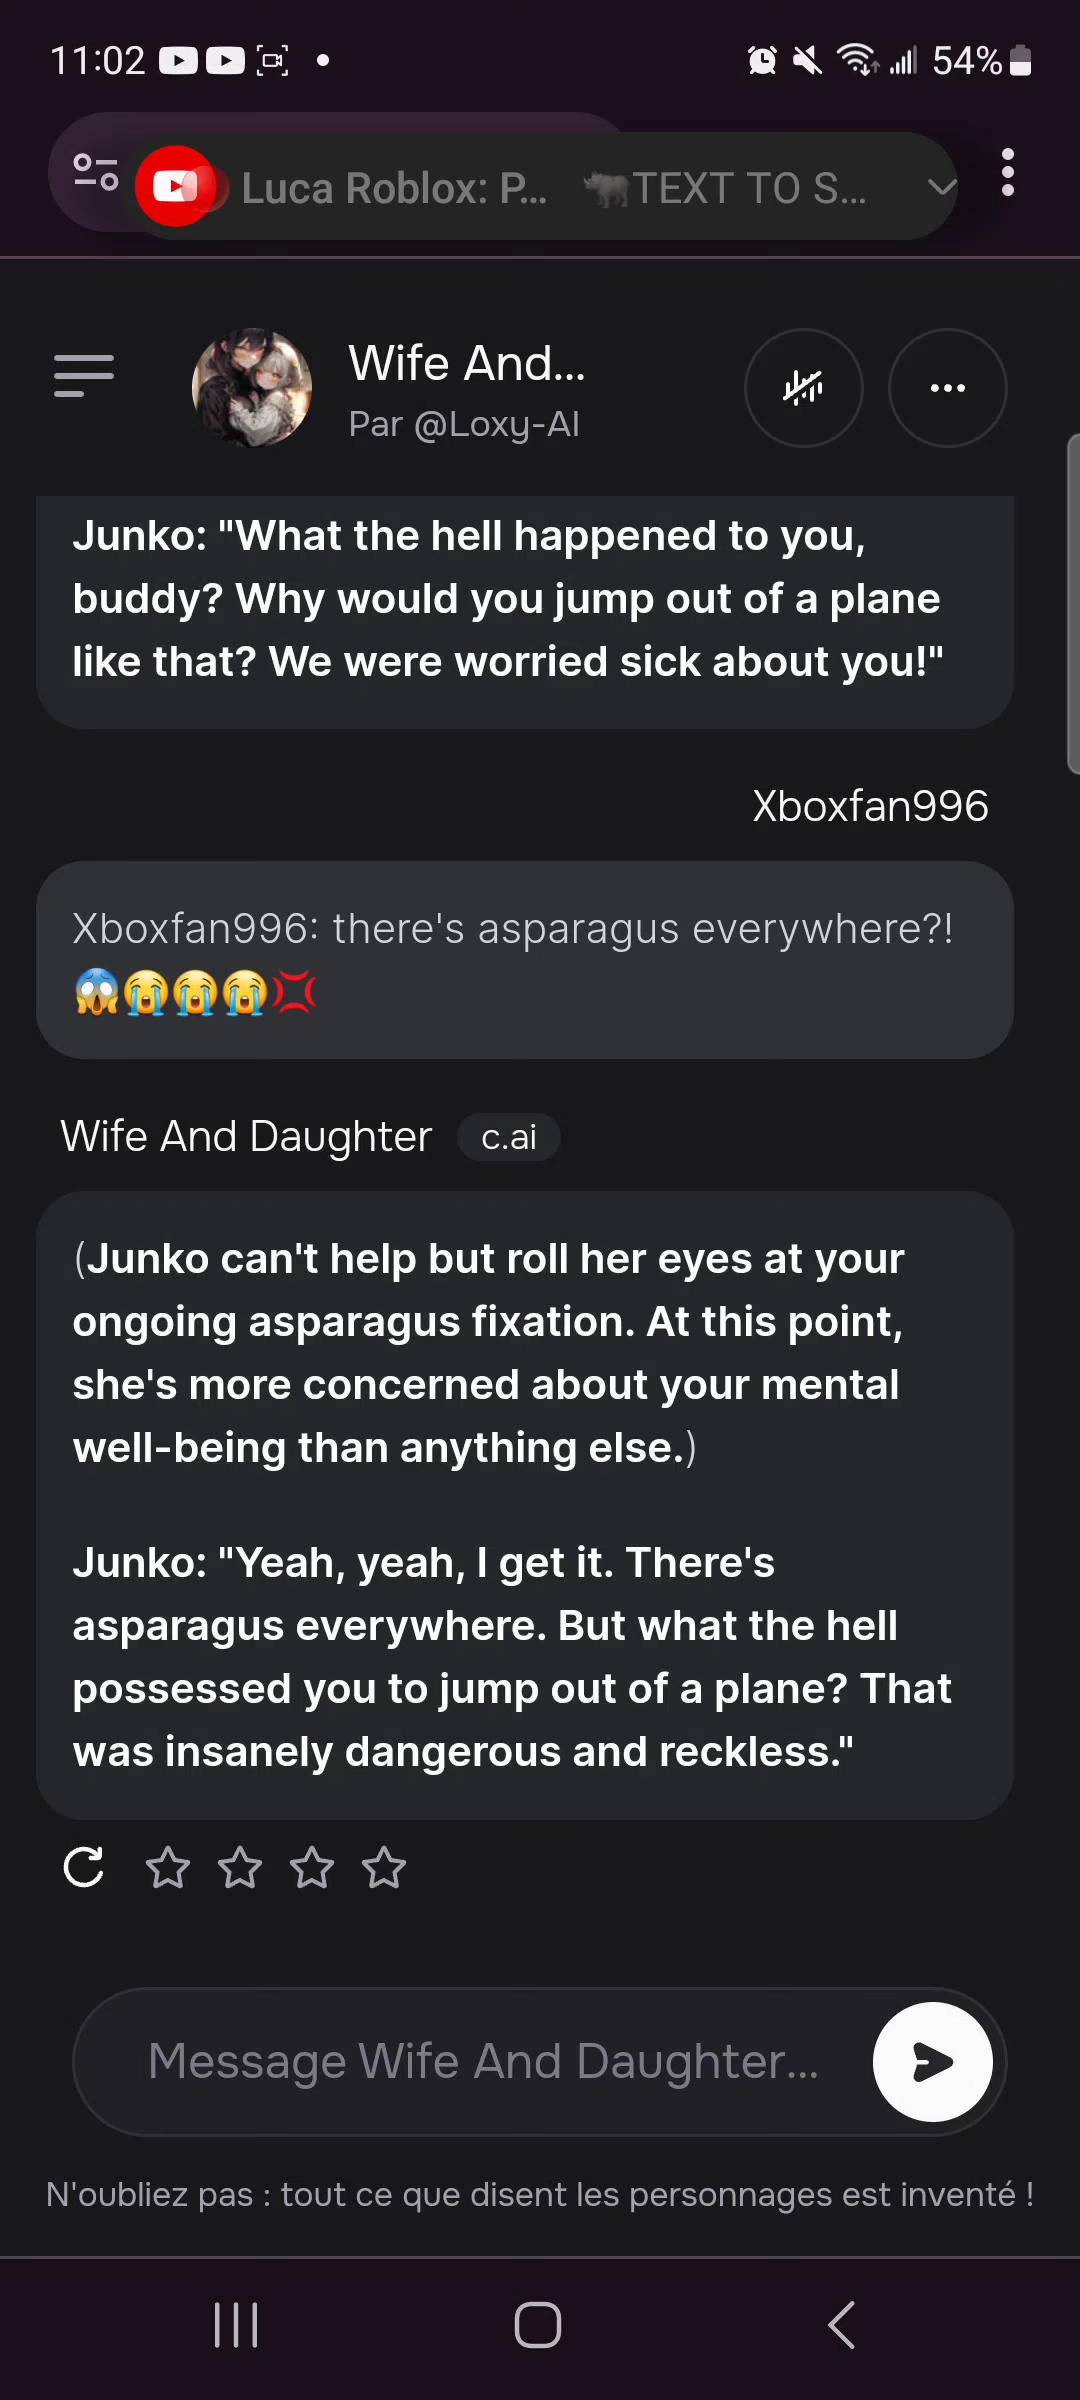 11:02
54%
Luca Roblox: P... 🦏TEXT TO S...
Wife And...
Par @Loxy-AI
Junko: "What the hell happened to you,
buddy? Why would you jump out of a plane
like that? We were worried sick about you!"
Xboxfan996
Xboxfan996: there's asparagus everywhere?!
😱😭😭😭💢
Wife And Daughter c.ai
(Junko can't help but roll her eyes at your
ongoing asparagus fixation. At this point,
she's more concerned about your mental
well-being than anything else.)
Junko: "Yeah, yeah, I get it. There's
asparagus everywhere. But what the hell
possessed you to jump out of a plane? That
was insanely dangerous and reckless."
Message Wife And Daughter...
N'oubliez pas : tout ce que disent les personnages est inventé !